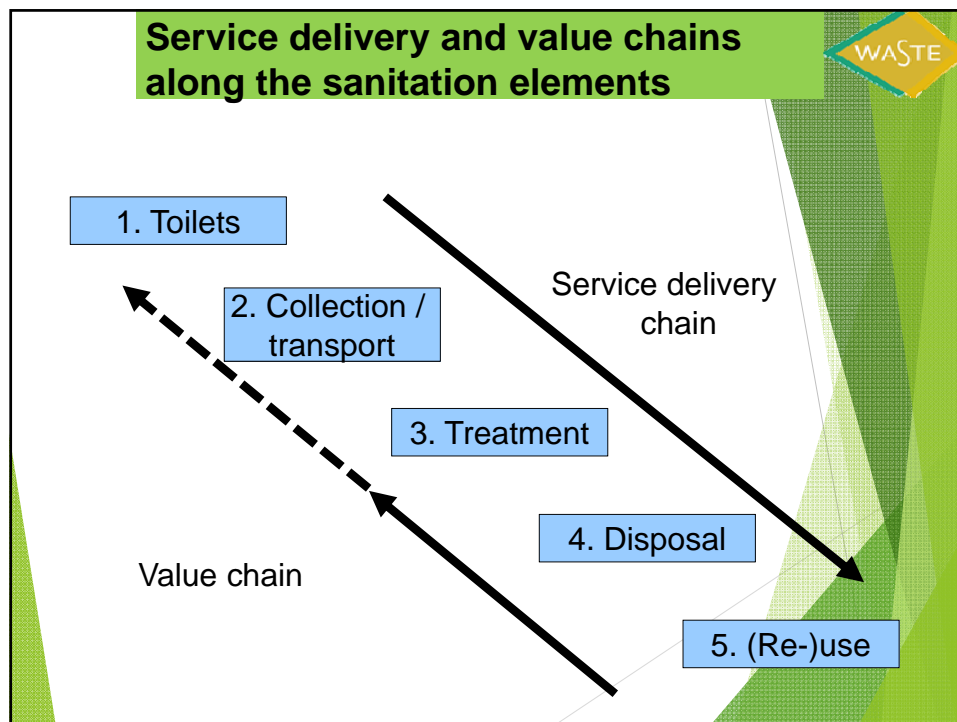 Service delivery and value chains
along the sanitation elements
WASTE
1. Toilets
2. Collection /
transport
Service delivery
chain
3. Treatment
4. Disposal
Value chain
5. (Re-)use